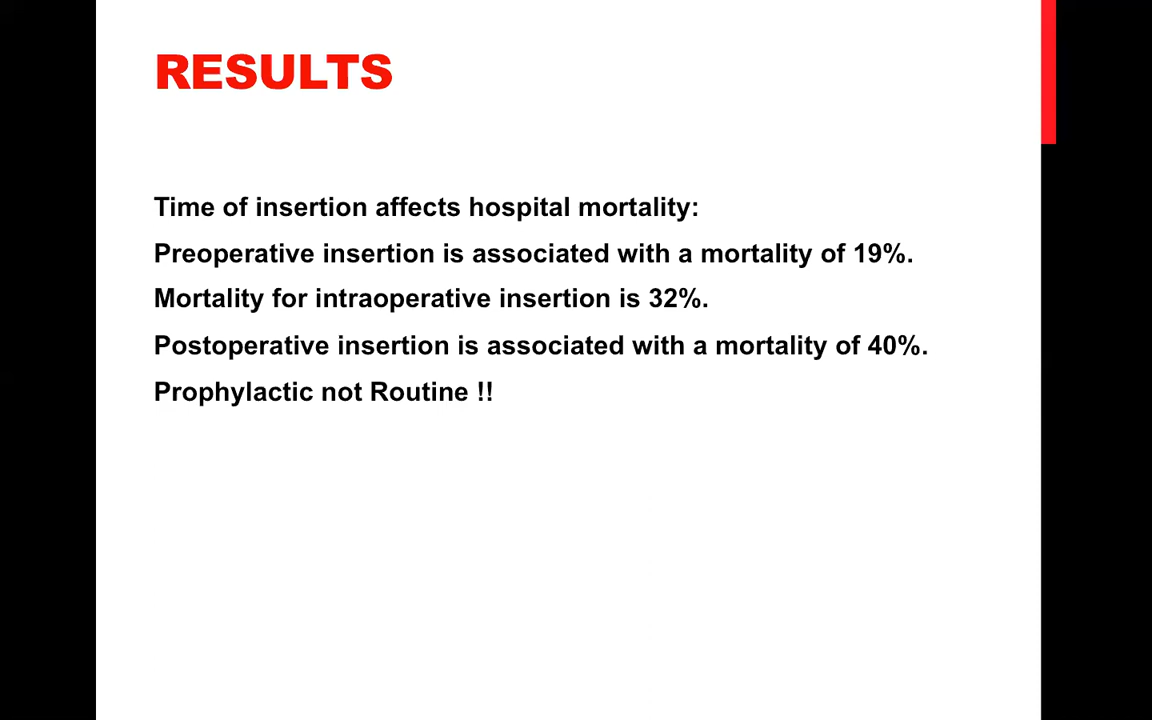 RESULTS
Time of insertion affects hospital mortality:
Preoperative insertion is associated with a mortality of 19%.
Mortality for intraoperative insertion is 32%.
Postoperative insertion is associated with a mortality of 40%.
Prophylactic not Routine !!